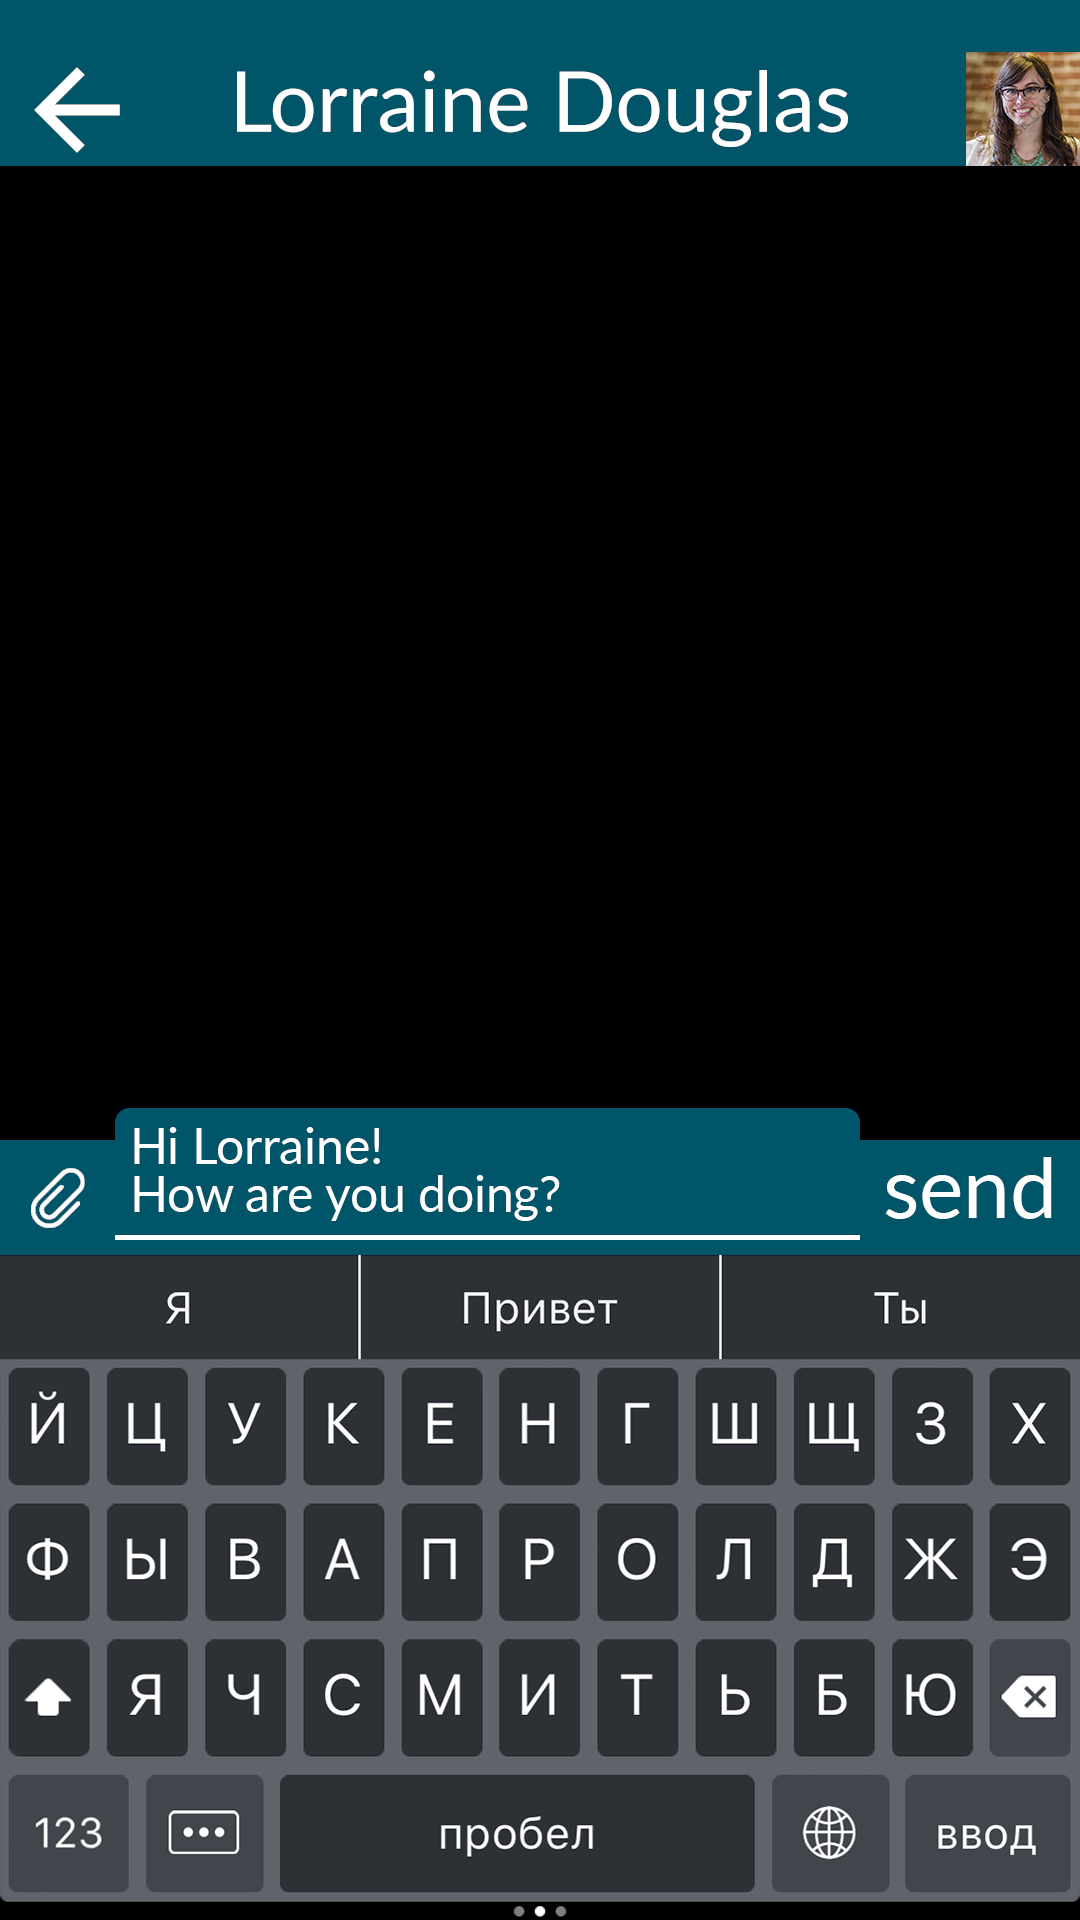 Lorraine Douglas
Hi Lorraine!
How are you doing?
send
Я Привет Ты
Й Ц У К Е Н Г Ш Щ З Х
Ф Ы В А П Р О Л Д Ж Э
Я Ч С М И Т Ь Б Ю
123 пробел ввод